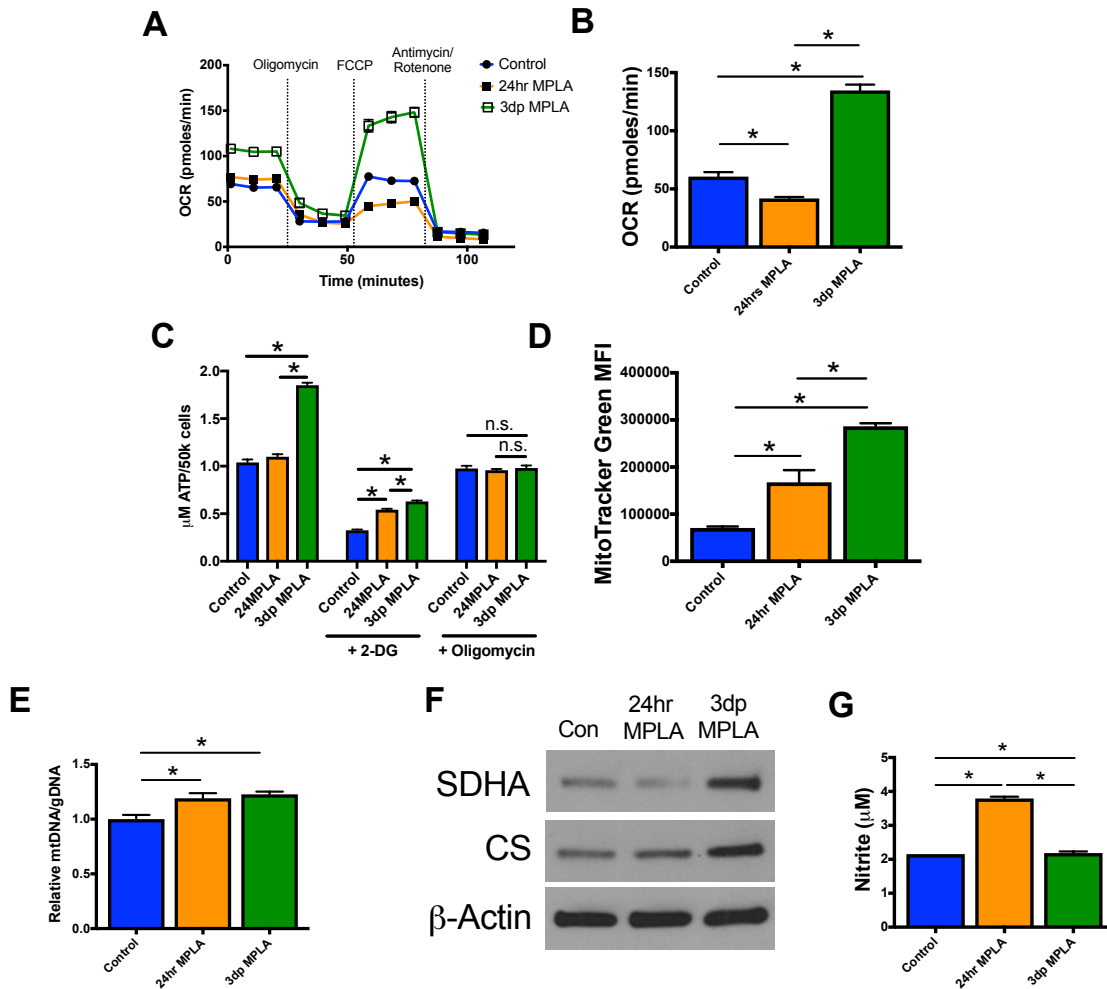 A
Oligomycin
FCCP
Antimycin/
Rotenone
Control
24hr MPLA
3dp MPLA
OCR (pmoles/min)
200
150
100
50
0
0
50
100
Time (minutes)
B
*
*
*
OCR (pmoles/min)
150
100
50
0
Control
24hrs MPLA
3dp MPLA
C
*
*
*
*
*
n.s.
n.s.
μM ATP/50k cells
2.0
1.5
1.0
0.5
0.0
Control
24MPLA
3dp MPLA
Control
24MPLA
3dp MPLA
Control
24MPLA
3dp MPLA
+ 2-DG
+ Oligomycin
D
*
*
*
MitoTracker Green MFI
400000
300000
200000
100000
0
Control
24hr MPLA
3dp MPLA
E
*
*
Relative mtDNA/gDNA
1.5
1.0
0.5
0.0
Control
24hr MPLA
3dp MPLA
F
Con
24hr
MPLA
3dp
MPLA
SDHA
CS
β-Actin
G
*
*
*
Nitrite (μM)
5
4
3
2
1
0
Control
24hr MPLA
3dp MPLA